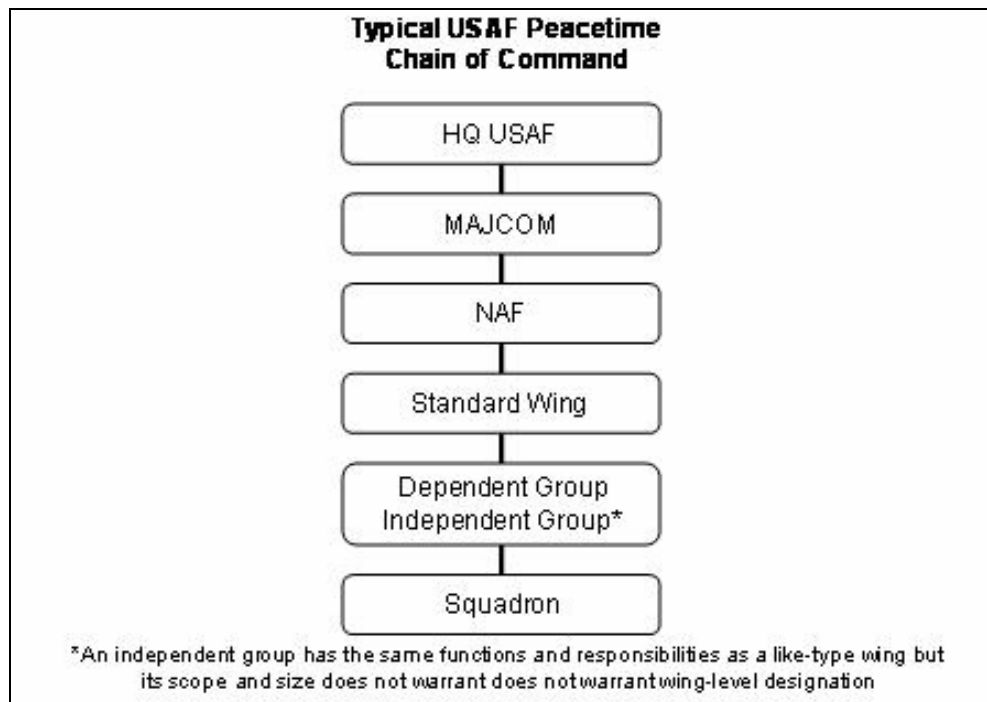 Typical USAF Peacetime
Chain of Command
HQ USAF
MAJCOM
NAF
Standard Wing
Dependent Group
Independent Group*
Squadron
*An independent group has the same functions and responsibilities as a like-type wing but
its scope and size does not warrant does not warrant wing-level designation